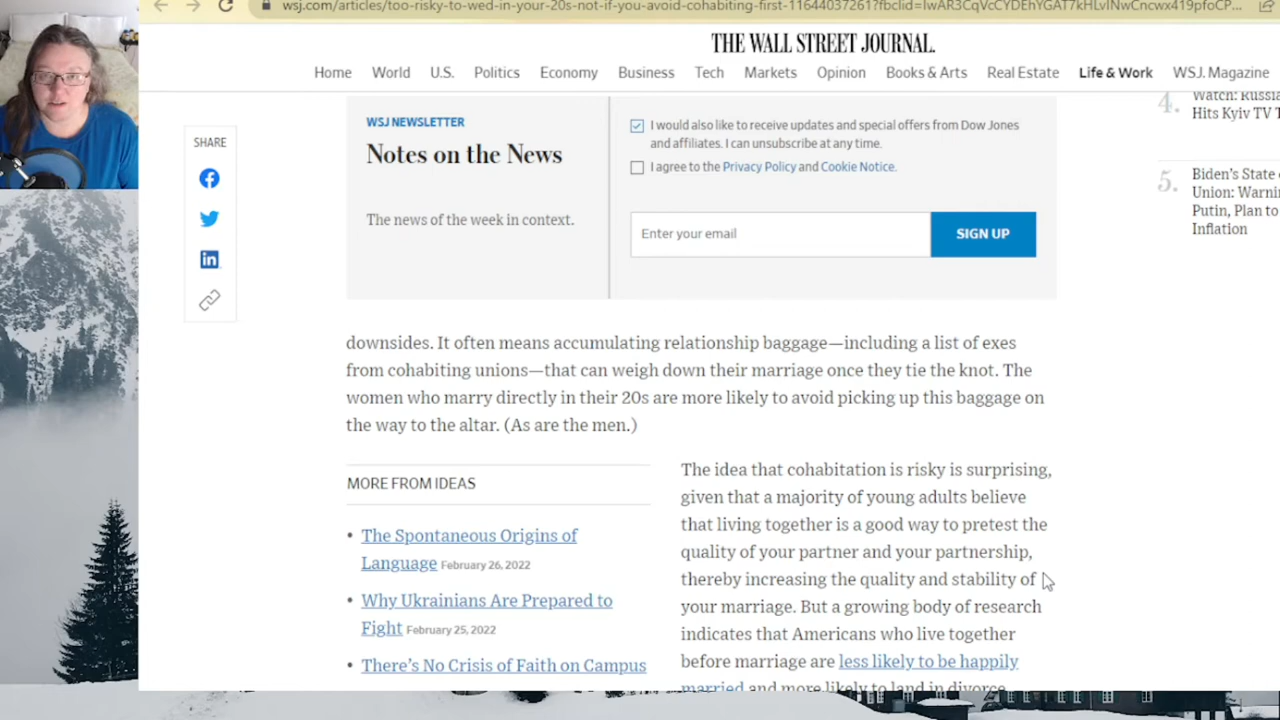 wsj.com/articles/too-risky-to-wed-in-your-20s-not-if-you-avoid-cohabiting-first-11644037261?fbclid=IwAR3CqVcCYDEhYGAT7kHLvlNwCncwx419pfoCP...
THE WALL STREET JOURNAL.
Home World U.S. Politics Economy Business Tech Markets Opinion Books & Arts Real Estate Life & Work WSJ. Magazine
SHARE
WSJ NEWSLETTER
Notes on the News
The news of the week in context.
I would also like to receive updates and special offers from Dow Jones
and affiliates. I can unsubscribe at any time.
I agree to the Privacy Policy and Cookie Notice.
Enter your email
SIGN UP
4. Watch: Russia
Hits Kyiv TV T
5. Biden's State
Union: Warnin
Putin, Plan to
Inflation
downsides. It often means accumulating relationship baggage—including a list of exes
from cohabiting unions—that can weigh down their marriage once they tie the knot. The
women who marry directly in their 20s are more likely to avoid picking up this baggage on
the way to the altar. (As are the men.)
MORE FROM IDEAS
• The Spontaneous Origins of
Language February 26, 2022
• Why Ukrainians Are Prepared to
Fight February 25, 2022
• There's No Crisis of Faith on Campus
The idea that cohabitation is risky is surprising,
given that a majority of young adults believe
that living together is a good way to pretest the
quality of your partner and your partnership,
thereby increasing the quality and stability of
your marriage. But a growing body of research
indicates that Americans who live together
before marriage are less likely to be happily
married and more likely to land in divorce